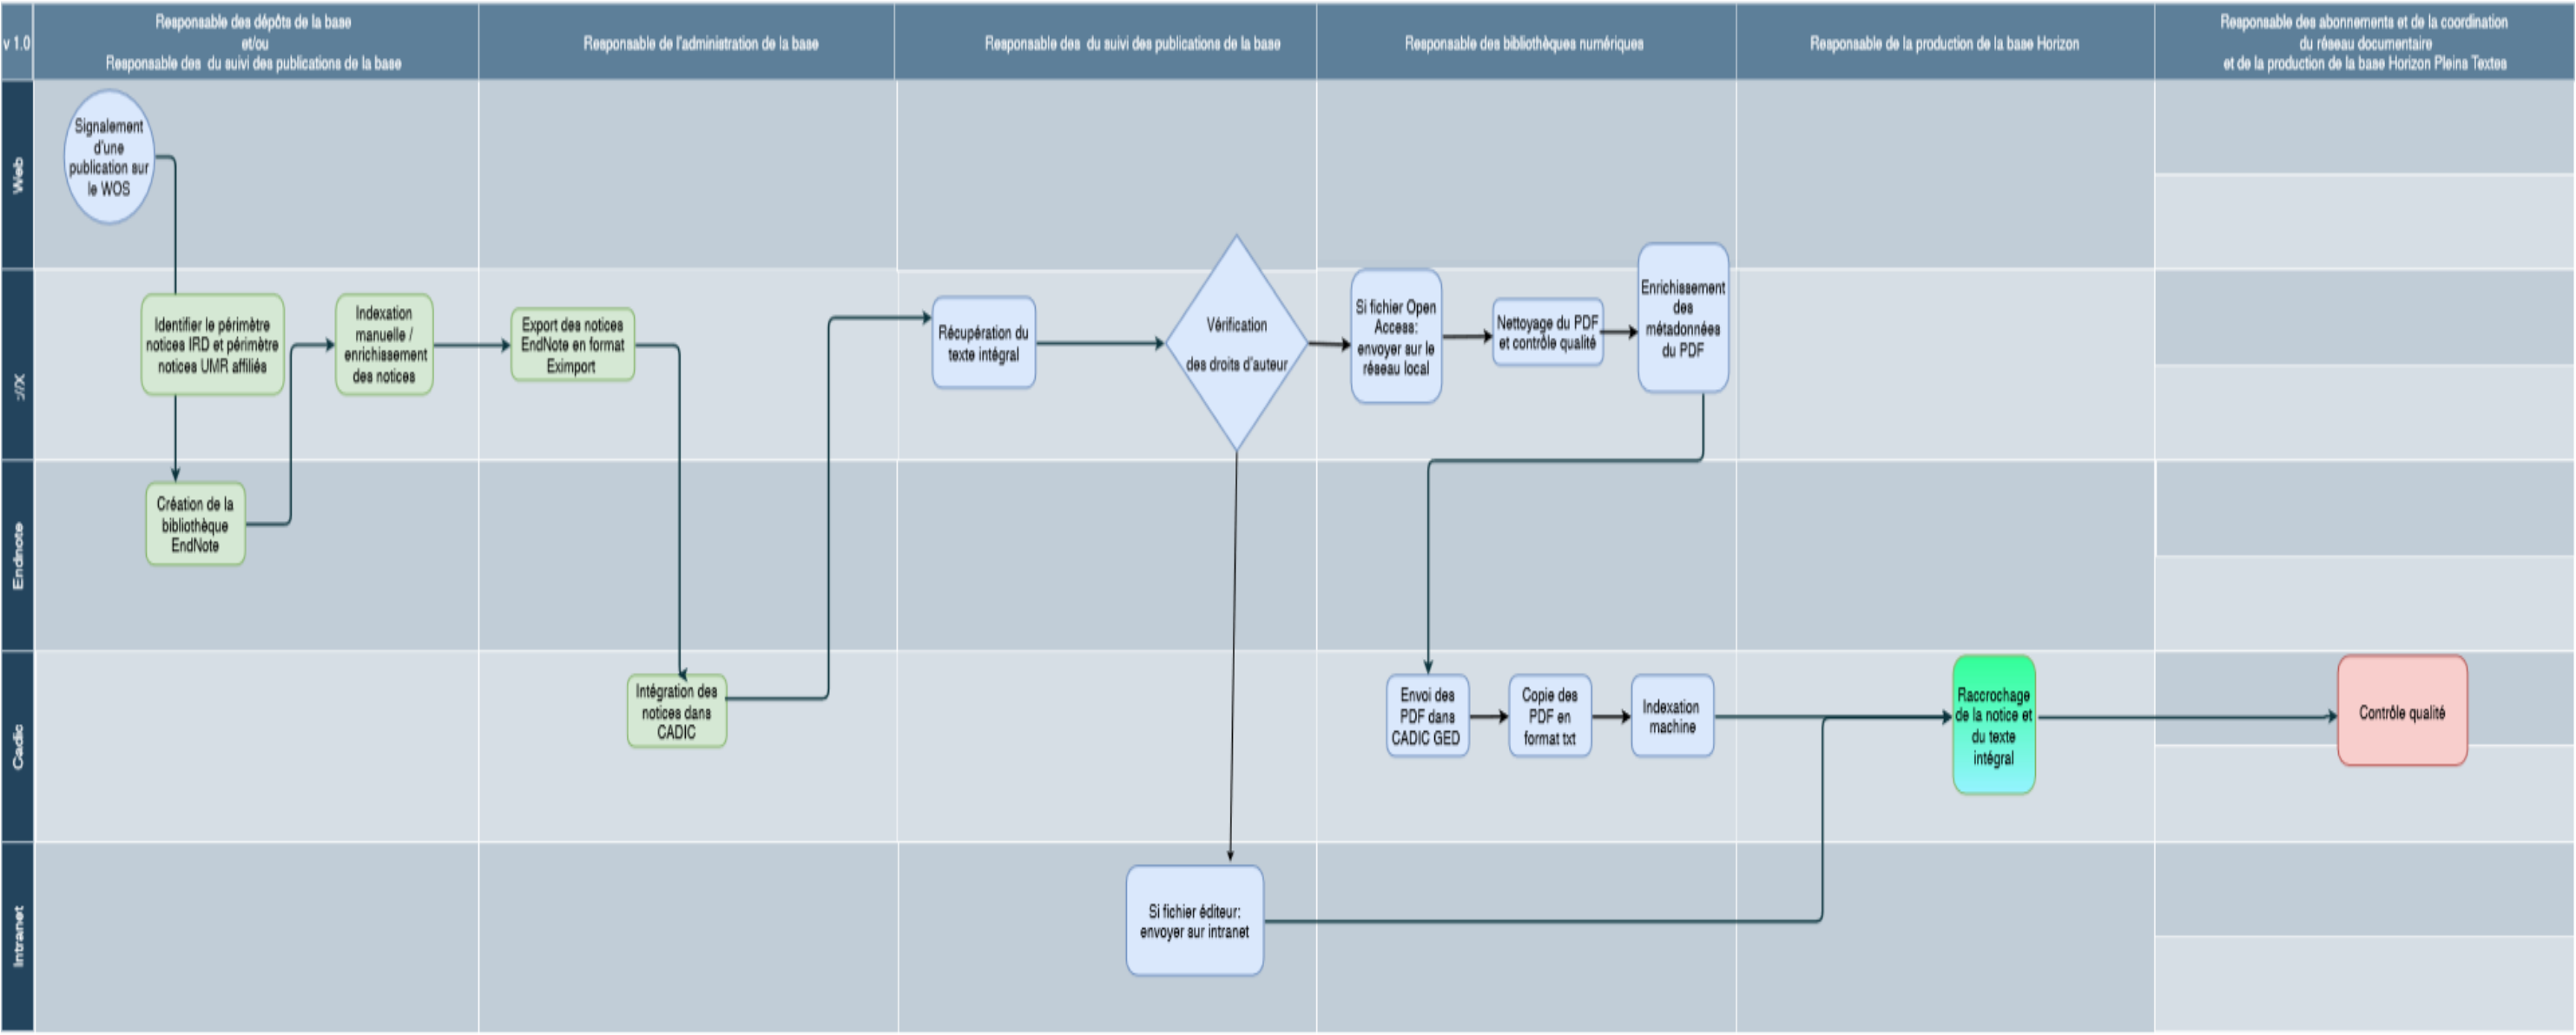 v 1.0
Responsable des dépôts de la base
et/ou
Responsable des  du suivi des publications de la base
Responsable de l'administration de la base
Responsable des  du suivi des publications de la base
Responsable des bibliothèques numériques
Responsable de la production de la base Horizon
Responsable des abonnements et de la coordination
du réseau documentaire
et de la production de la base Horizon Pleins Textes
Web
Signalement
d'une
publication sur
le WOS
://X
Identifier le périmètre
notices IRD et périmètre
notices UMR affiliés
Indexation
manuelle /
enrichissement
des notices
Export des notices
EndNote en format
Eximport
Récupération du
texte intégral
Vérification
des droits d'auteur
Si fichier Open
Access:
envoyer sur le
réseau local
Nettoyage du PDF
et contrôle qualité
Enrichissement
des
métadonnées
du PDF
Endnote
Création de la
bibliothèque
EndNote
Cadic
Intégration des
notices dans
CADIC
Envoi des
PDF dans
CADIC GED
Copie des
PDF en
format txt
Indexation
machine
Raccrochage
de la notice et
du texte
intégral
Contrôle qualité
Intranet
Si fichier éditeur:
envoyer sur intranet